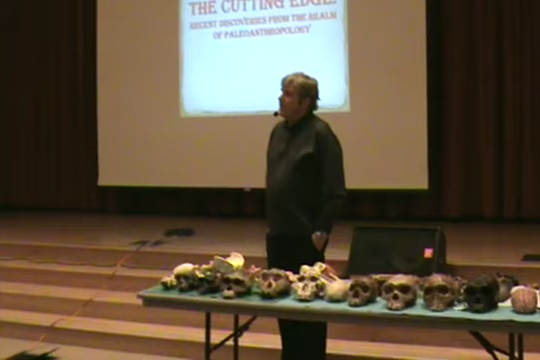 THE CUTTING EDGE:
RECENT DISCOVERIES FROM THE REALM
OF PALEOANTHROPOLOGY